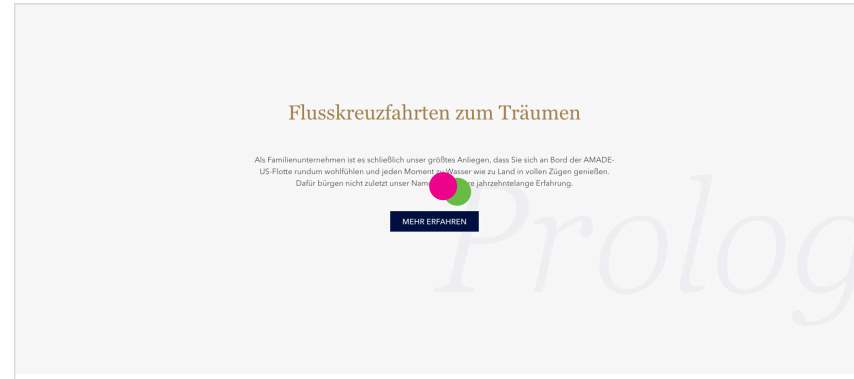 Flusskreuzfahrten zum Träumen
Als Familienunternehmen ist es schließlich unser größtes Anliegen, dass Sie sich an Bord der AMADE-
US-Flotte rundum wohlfühlen und jeden Moment zu Wasser wie zu Land in vollen Zügen genießen.
Dafür bürgen nicht zuletzt unser Name jahrzehntelange Erfahrung.
MEHR ERFAHREN
Prolog